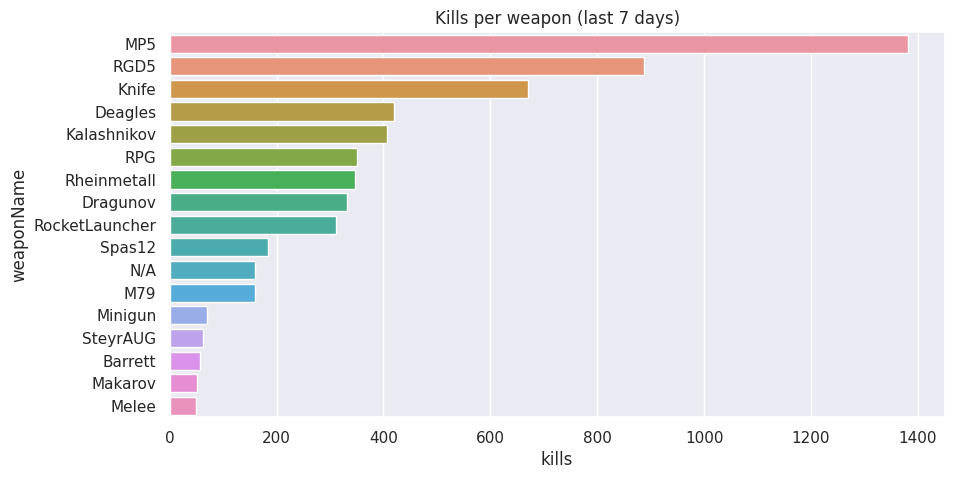 Kills per weapon (last 7 days)
weaponName
MP5
RGD5
Knife
Deagles
Kalashnikov
RPG
Rheinmetall
Dragunov
RocketLauncher
Spas12
N/A
M79
Minigun
SteyrAUG
Barrett
Makarov
Melee
0 200 400 600 800 1000 1200 1400
kills